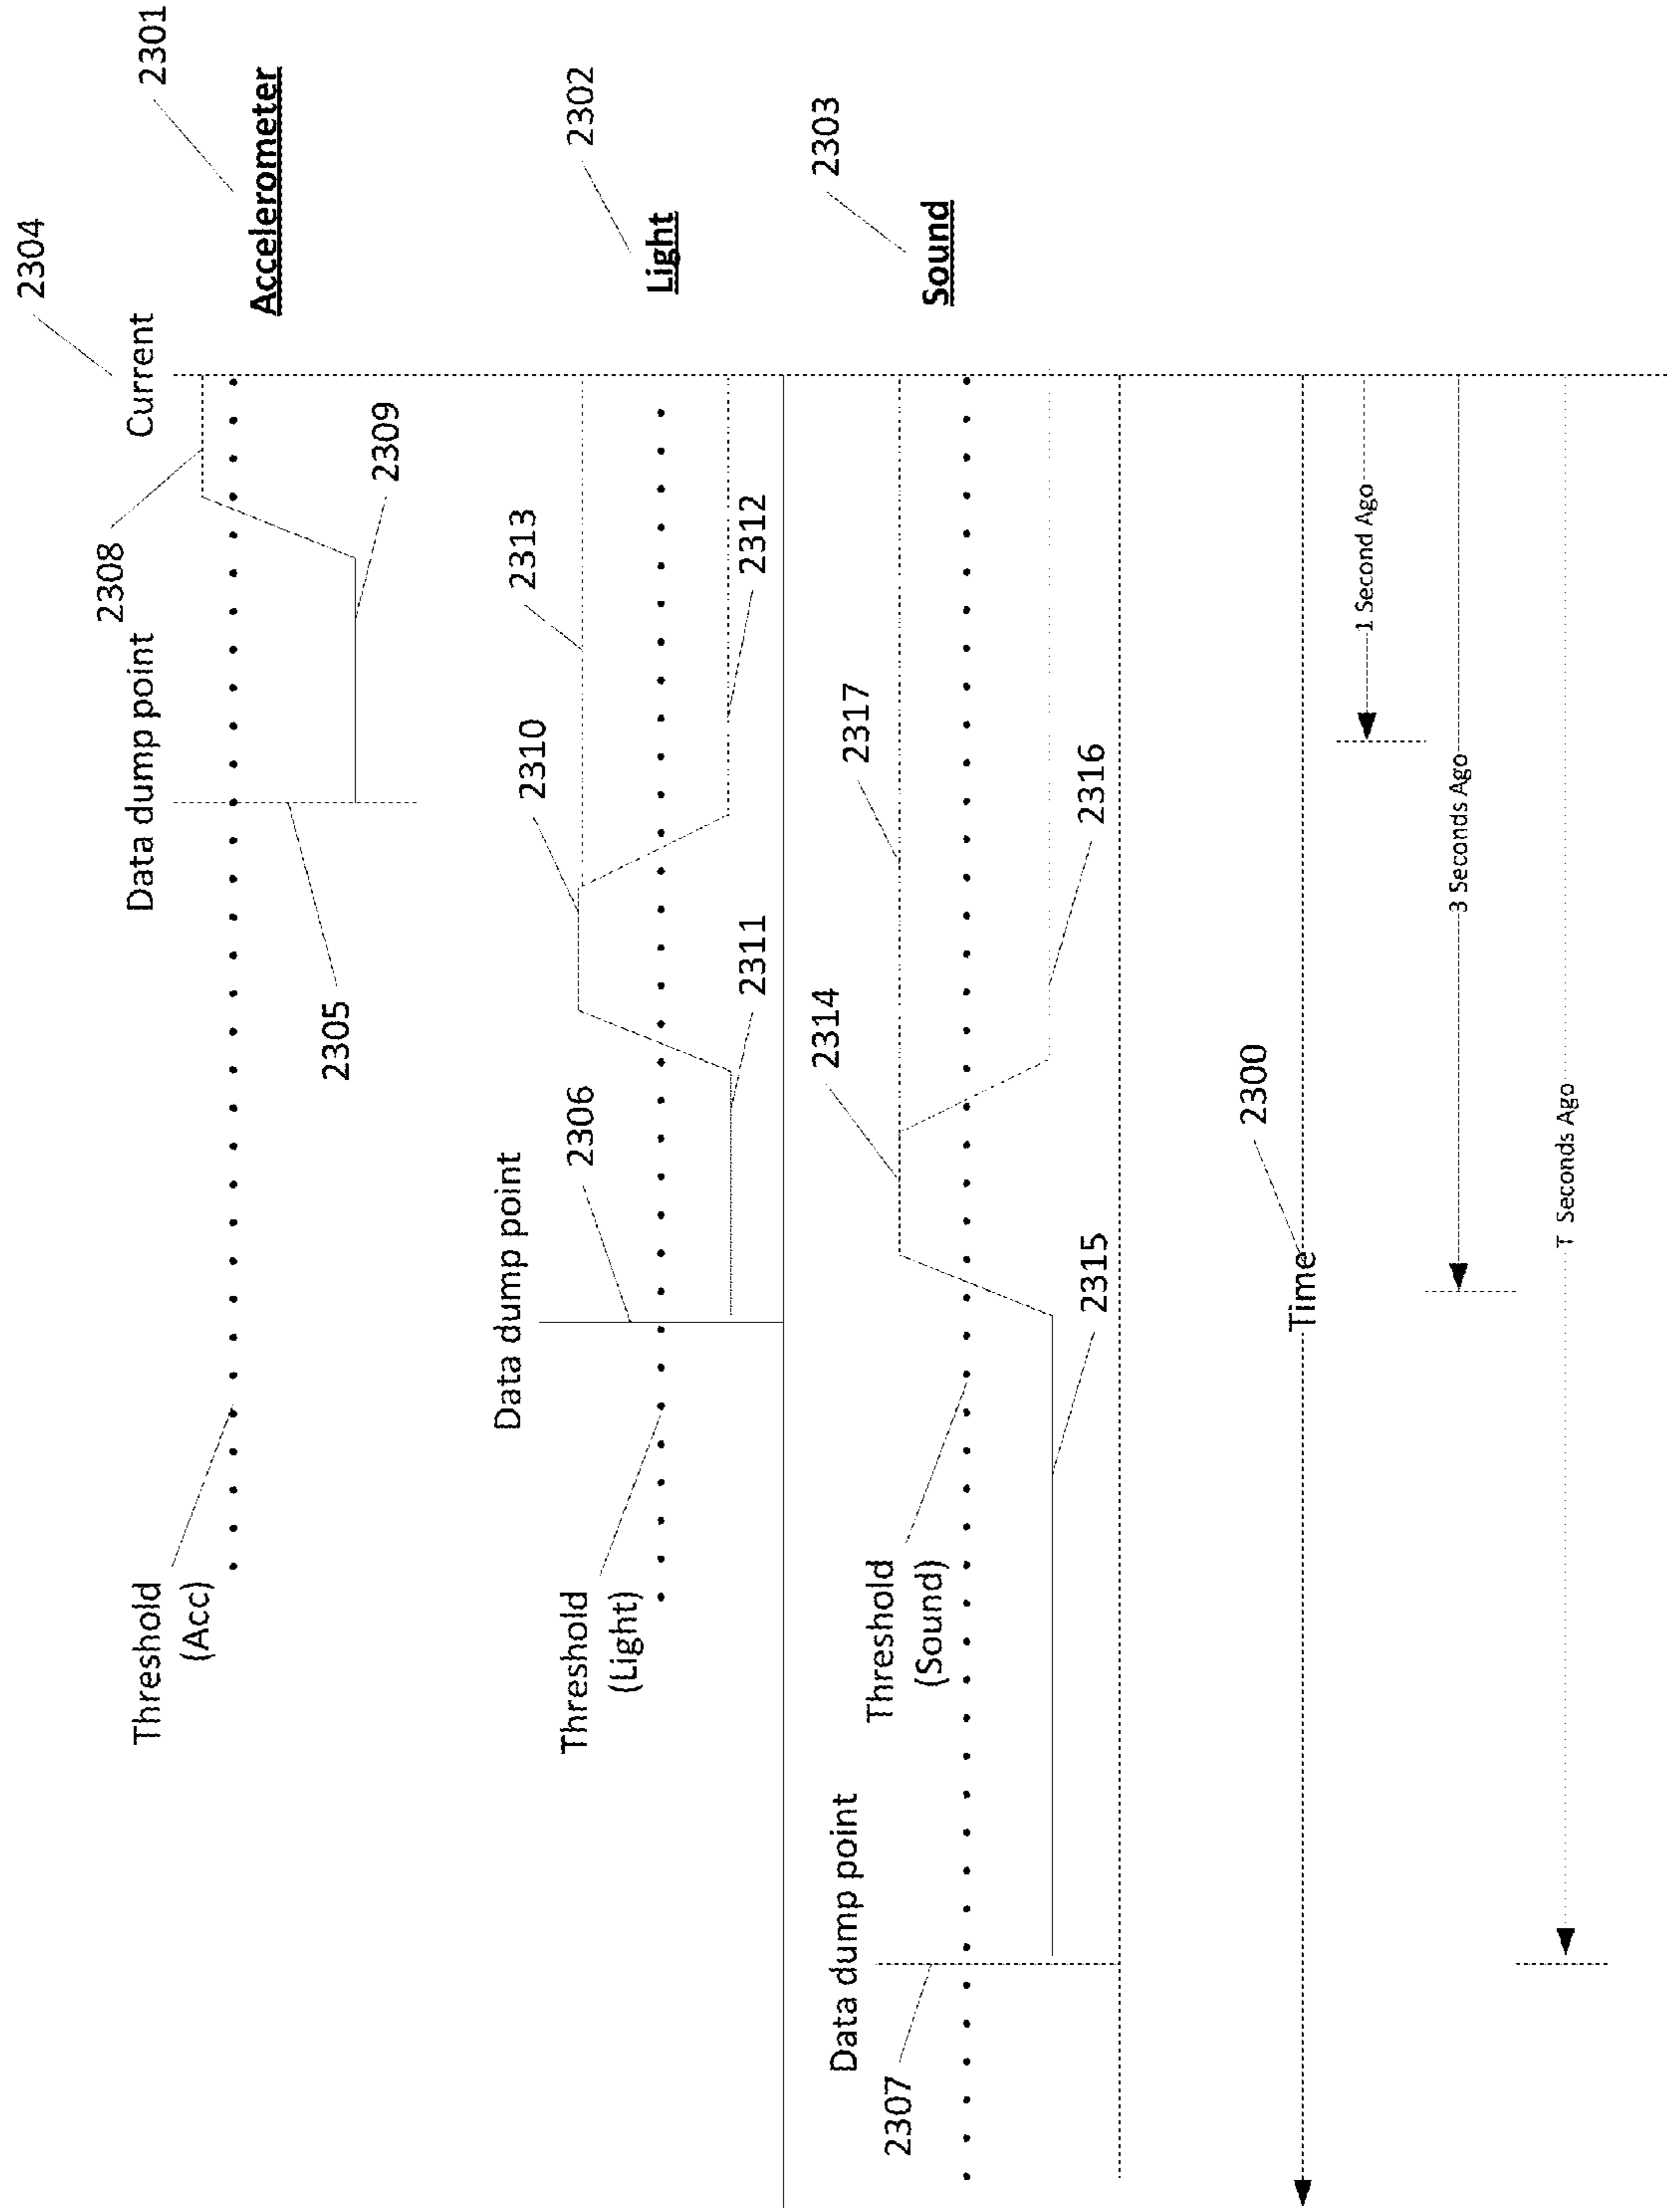 2304
2301
Current
Accelerometer
2308
2309
Data dump point
2305
Threshold
(Acc)
2302
Light
2313
2312
2310
2311
2306
Data dump point
Threshold
(Light)
2303
Sound
2317
2316
2314
2315
Threshold
(Sound)
Data dump point
2307
2300
Time
1 Second Ago
3 Seconds Ago
T Seconds Ago